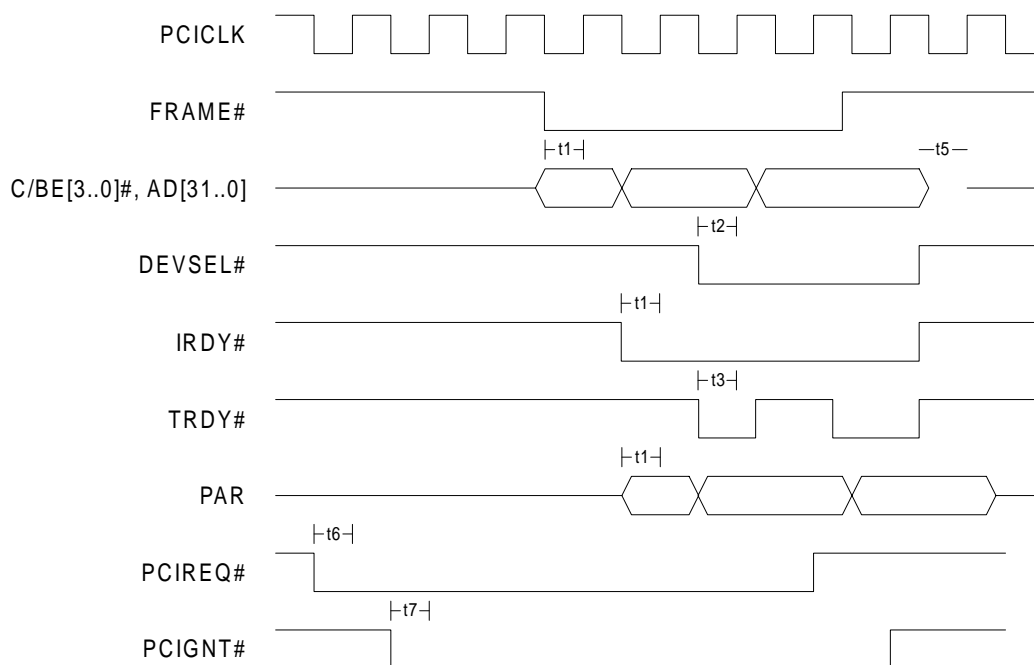 PCICLK
FRAME#
t1
t5
C/BE[3..0]#, AD[31..0]
t2
DEVSEL#
t1
IRDY#
t3
TRDY#
t1
PAR
t6
PCIREQ#
t7
PCIGNT#